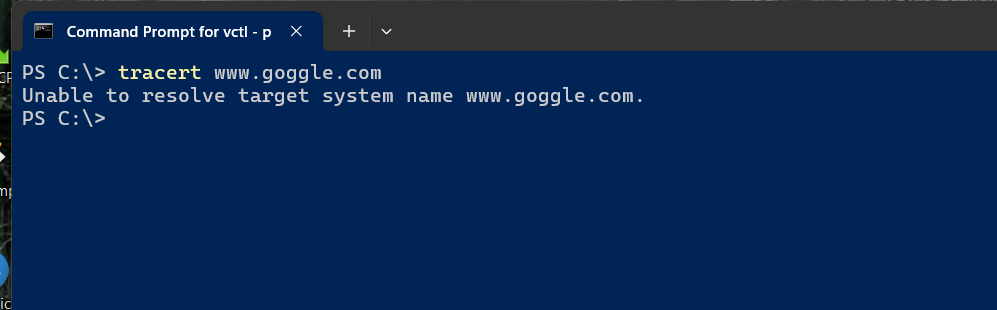 Command Prompt for vctl - p
PS C:\> tracert www.goggle.com
Unable to resolve target system name www.goggle.com.
PS C:\>